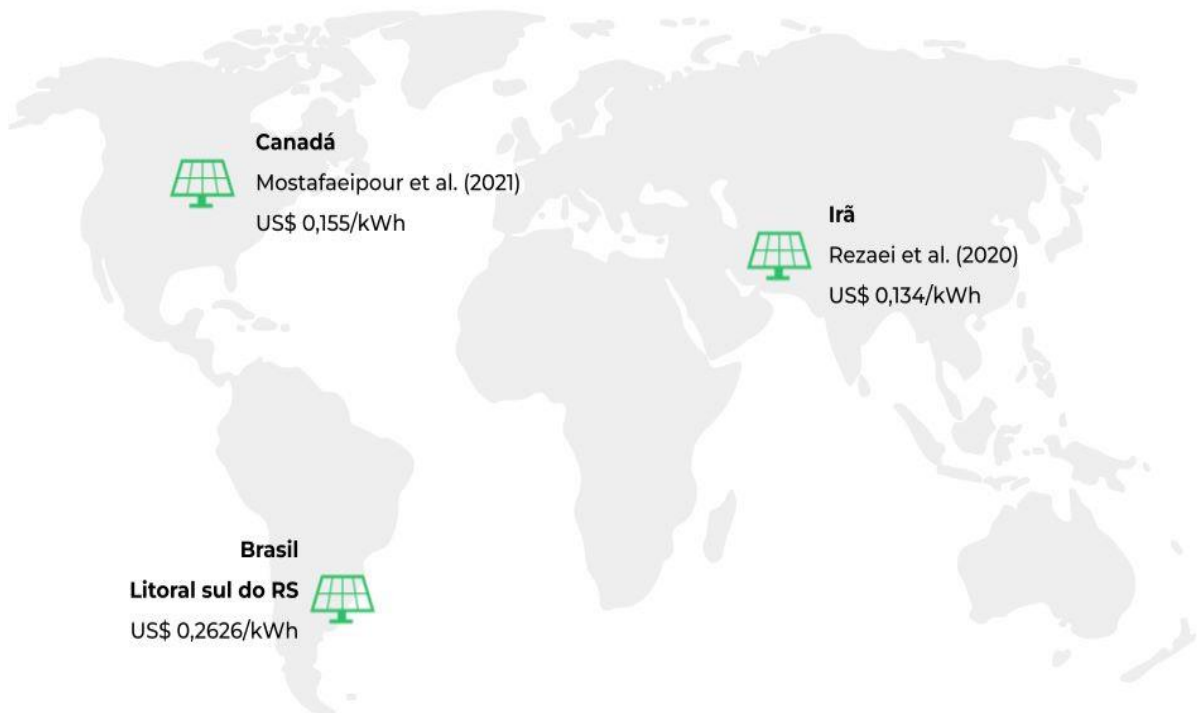 Canadá
Mostafaeipour et al. (2021)
US$ 0,155/kWh
Irã
Rezaei et al. (2020)
US$ 0,134/kWh
Brasil
Litoral sul do RS
US$ 0,2626/kWh